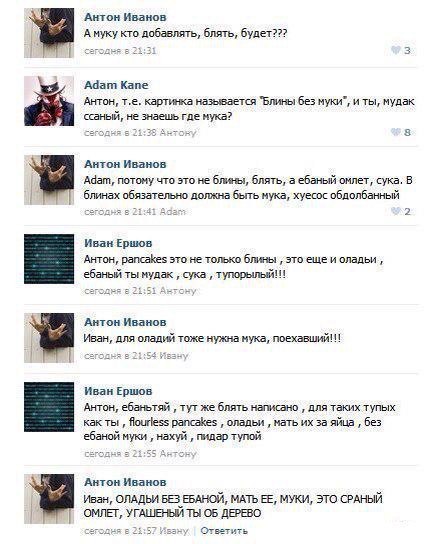 Антон Иванов
А муку кто добавлять, блять, будет???
сегодня в 21:31
3
Adam Kane
Антон, т.е. картинка называется "Блины без муки", и ты, мудак
ссаный, не знаешь где мука?
сегодня в 21:38 Антону
8
Антон Иванов
Adam, потому что это не блины, блять, а ебаный омлет, сука. В
блинах обязательно должна быть мука, хуесос обдолбанный
сегодня в 21:41 Adam
2
Иван Ершов
Антон, pancakes это не только блины , это еще и оладьи ,
ебаный ты мудак , сука , тупорылый!!!
сегодня в 21:51 Антону
Антон Иванов
Иван, для оладий тоже нужна мука, поехавший!!!
сегодня в 21:54 Ивану
Иван Ершов
Антон, ебаньтяй , тут же блять написано , для таких тупых
как ты , flourless pancakes , оладьи , мать их за яйца , без
ебаной муки , нахуй , пидар тупой
сегодня в 21:55 Антону
Антон Иванов
Иван, ОЛАДЬИ БЕЗ ЕБАНОЙ, МАТЬ ЕЕ, МУКИ, ЭТО СРАНЫЙ
ОМЛЕТ, УГАШЕНЫЙ ТЫ ОБ ДЕРЕВО
сегодня в 21:57 Ивану | Ответить